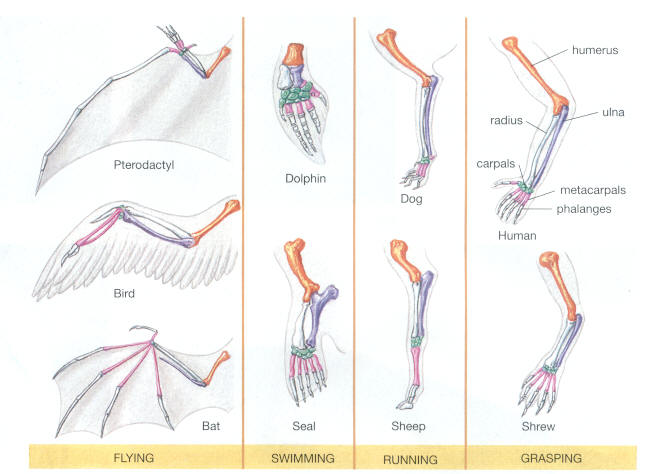 Pterodactyl
Bird
Bat
Dolphin
Seal
Dog
Sheep
humerus
radius
ulna
carpals
metacarpals
phalanges
Human
Shrew
FLYING
SWIMMING
RUNNING
GRASPING